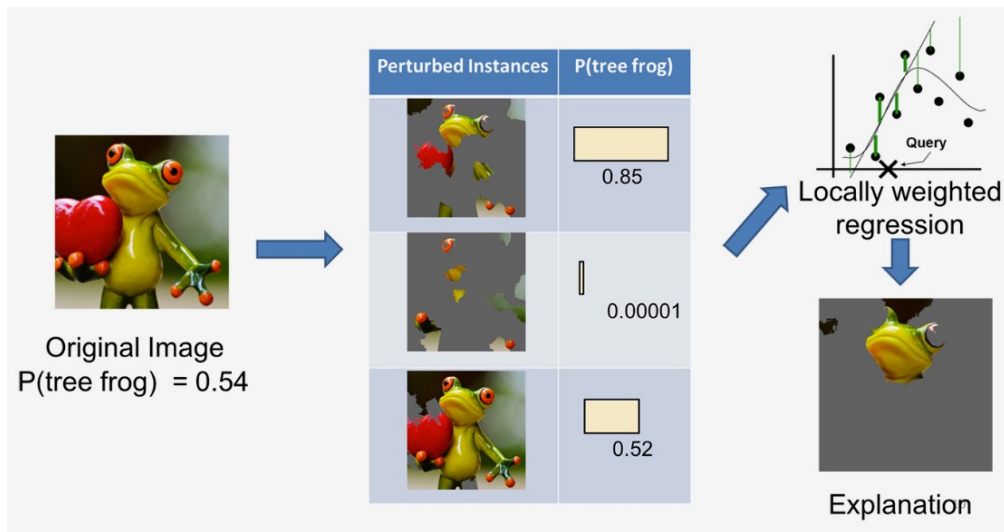 Perturbed Instances
P(tree frog)
0.85
0.00001
0.52
Original Image
P(tree frog) = 0.54
Query
Locally weighted
regression
Explanation